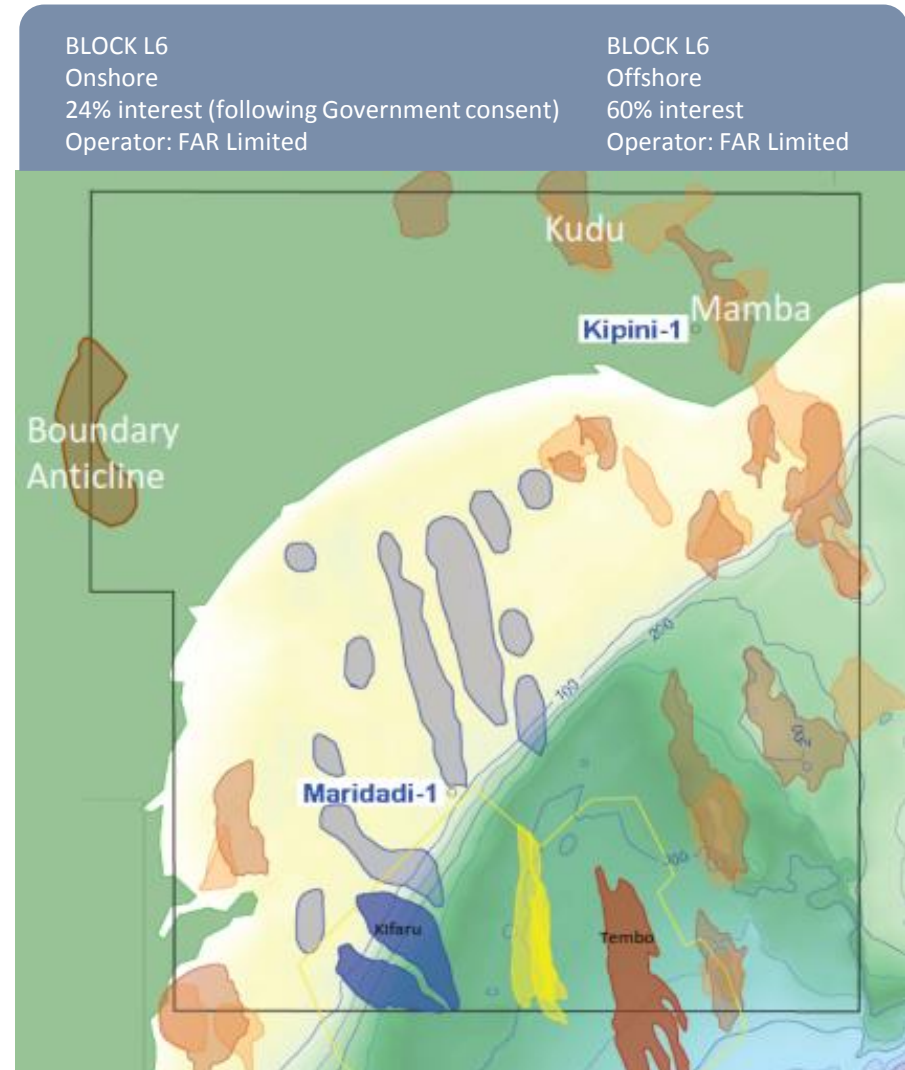 BLOCK L6
Onshore
24% interest (following Government consent)
Operator: FAR Limited
BLOCK L6
Offshore
60% interest
Operator: FAR Limited
Kudu
Mamba
Kipini-1
Boundary
Anticline
200
100
Maridadi-1
Kifaru
Tembo